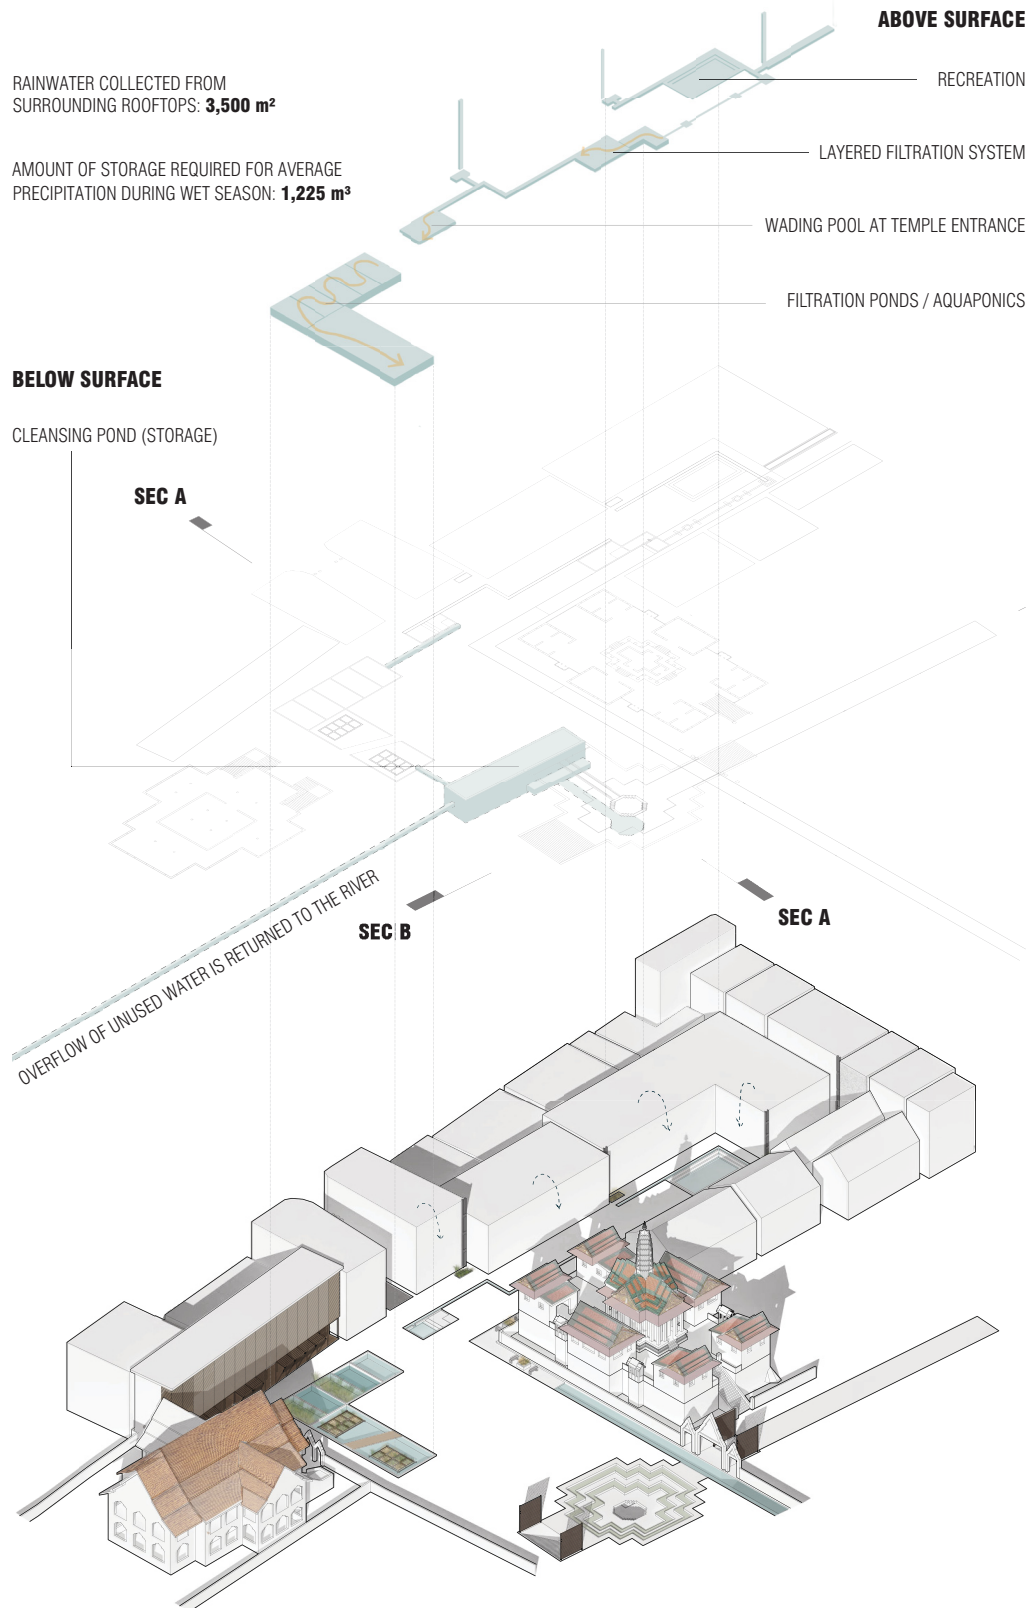 ABOVE SURFACE
RAINWATER COLLECTED FROM
SURROUNDING ROOFTOPS: 3,500 m²
RECREATION
AMOUNT OF STORAGE REQUIRED FOR AVERAGE
PRECIPITATION DURING WET SEASON: 1,225 m³
LAYERED FILTRATION SYSTEM
WADING POOL AT TEMPLE ENTRANCE
FILTRATION PONDS / AQUAPONICS
BELOW SURFACE
CLEANSING POND (STORAGE)
SEC A
SEC B
SEC A
OVERFLOW OF UNUSED WATER IS RETURNED TO THE RIVER